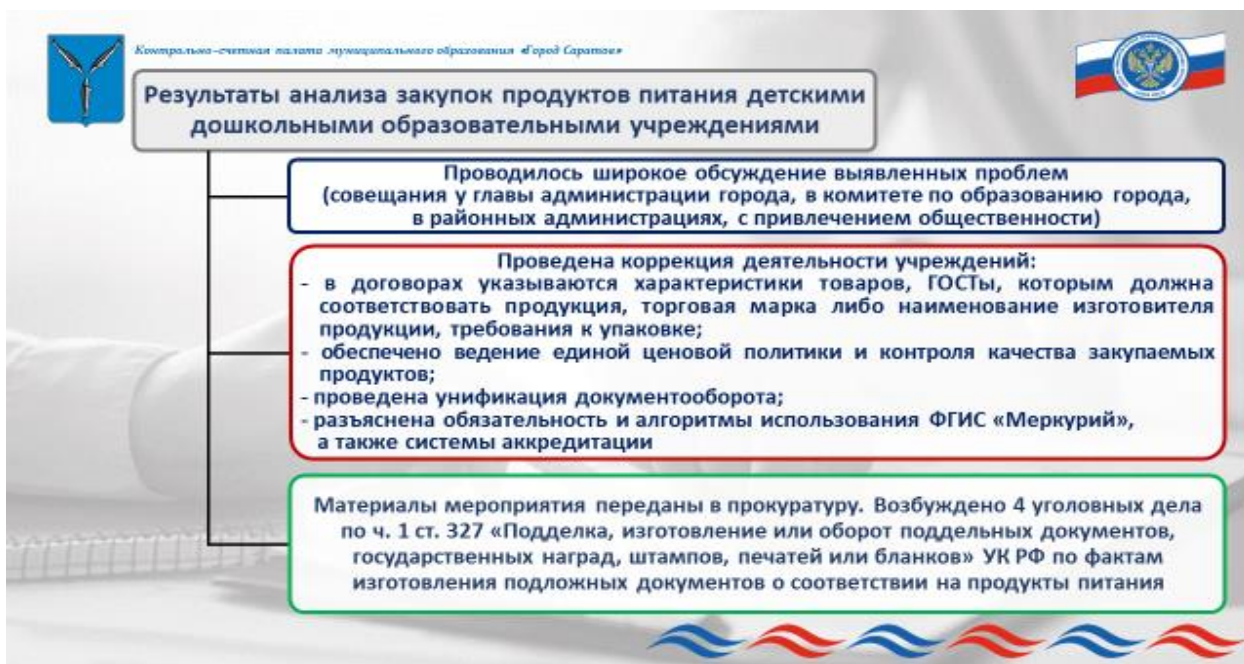 Контрольно-счетная палата муниципального образования «Город Саратов»
Результаты анализа закупок продуктов питания детскими
дошкольными образовательными учреждениями
Проводилось широкое обсуждение выявленных проблем
(совещания у главы администрации города, в комитете по образованию города,
в районных администрациях, с привлечением общественности)
Проведена коррекция деятельности учреждений:
- в договорах указываются характеристики товаров, ГОСТы, которым должна
соответствовать продукция, торговая марка либо наименование изготовителя
продукции, требования к упаковке;
- обеспечено ведение единой ценовой политики и контроля качества закупаемых
продуктов;
- проведена унификация документооборота;
- разъяснена обязательность и алгоритмы использования ФГИС «Меркурий»,
а также системы аккредитации
Материалы мероприятия переданы в прокуратуру. Возбуждено 4 уголовных дела
по ч. 1 ст. 327 «Подделка, изготовление или оборот поддельных документов,
государственных наград, штампов, печатей или бланков» УК РФ по фактам
изготовления подложных документов о соответствии на продукты питания